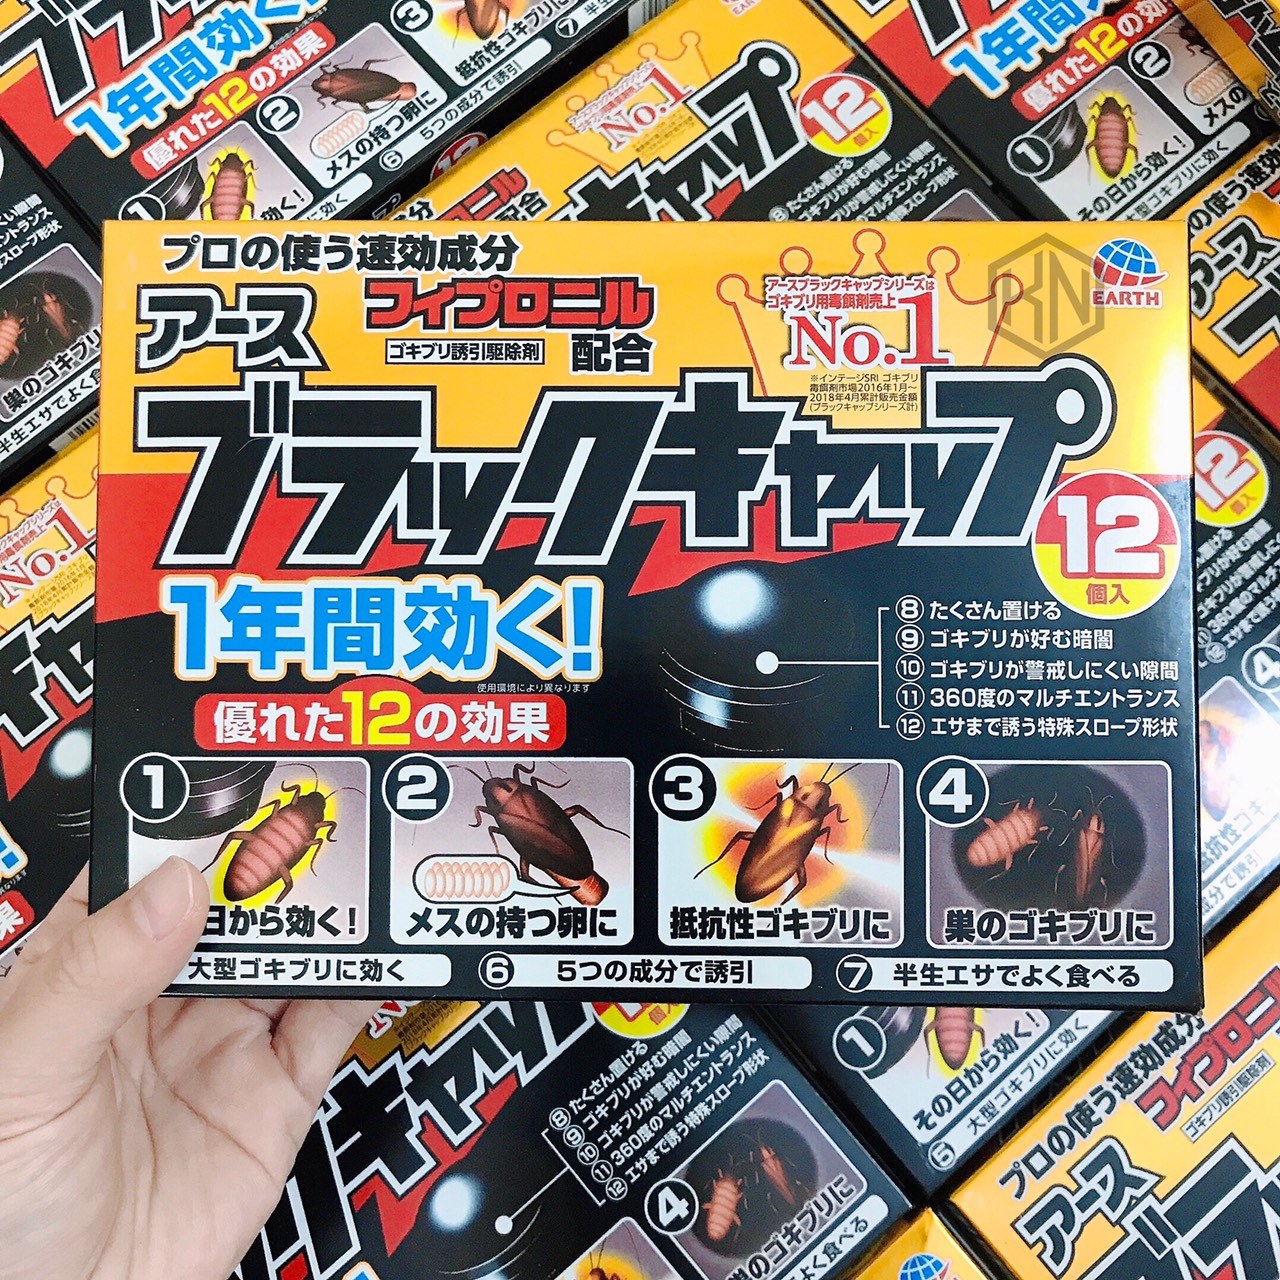 プロの使う速効成分
フィプロニル
配合
ゴキブリ誘引駆除剤
アース
ブラックキャップ
アースブラックキャップシリーズは
ゴキブリ用毒餌剤売上
No.1
※インテージSRI ゴキブリ
毒餌剤市場2016年1月〜
2018年4月累計販売金額
(ブラックキャップシリーズ計)
KN
EARTH
12
個入
1年間効く!
使用環境により異なります
優れた12の効果
⑧ たくさん置ける
⑨ ゴキブリが好む暗闇
⑩ ゴキブリが警戒しにくい隙間
⑪ 360度のマルチエントランス
⑫ エサまで誘う特殊スロープ形状
① 日から効く!
② メスの持つ卵に
③ 抵抗性ゴキブリに
④ 巣のゴキブリに
大型ゴキブリに効く
⑥ 5つの成分で誘引
⑦ 半生エサでよく食べる